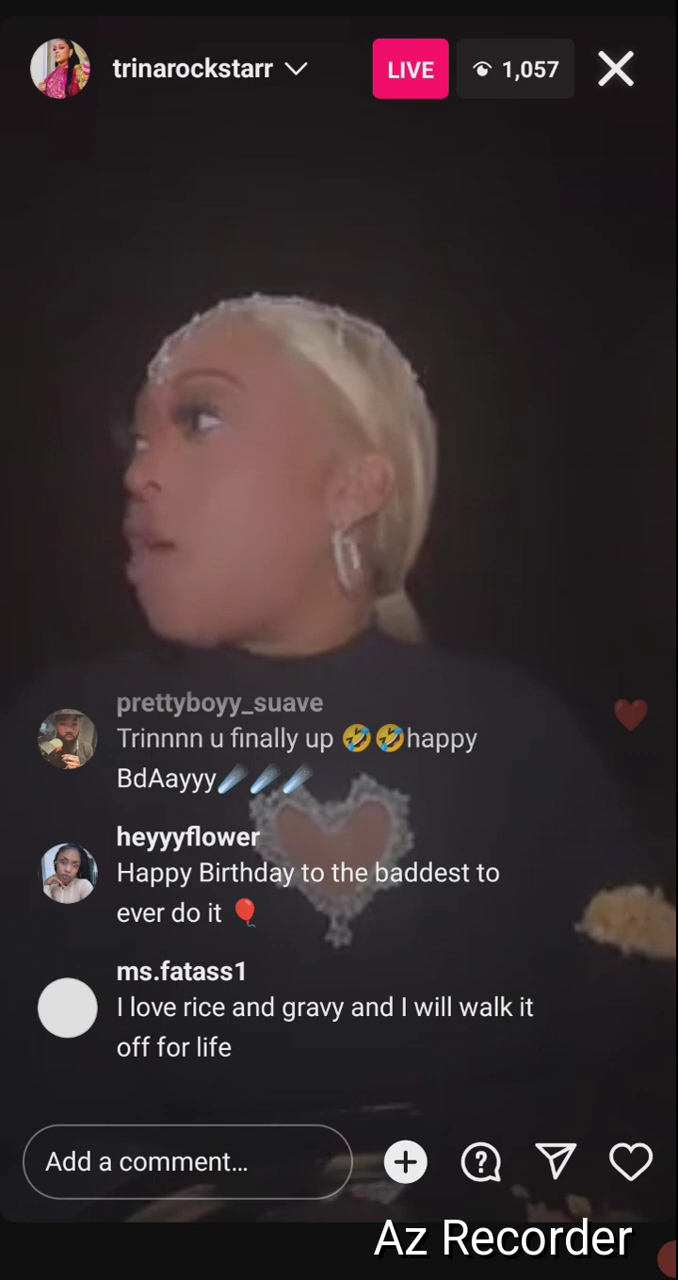 trinarockstarr
LIVE
1,057
prettyboyy_suave
Trinnnn u finally up 🤣🤣happy
BdAayyy☄️☄️☄️
heyyyflower
Happy Birthday to the baddest to
ever do it 🎈
ms.fatass1
I love rice and gravy and I will walk it
off for life
Add a comment...
Az Recorder